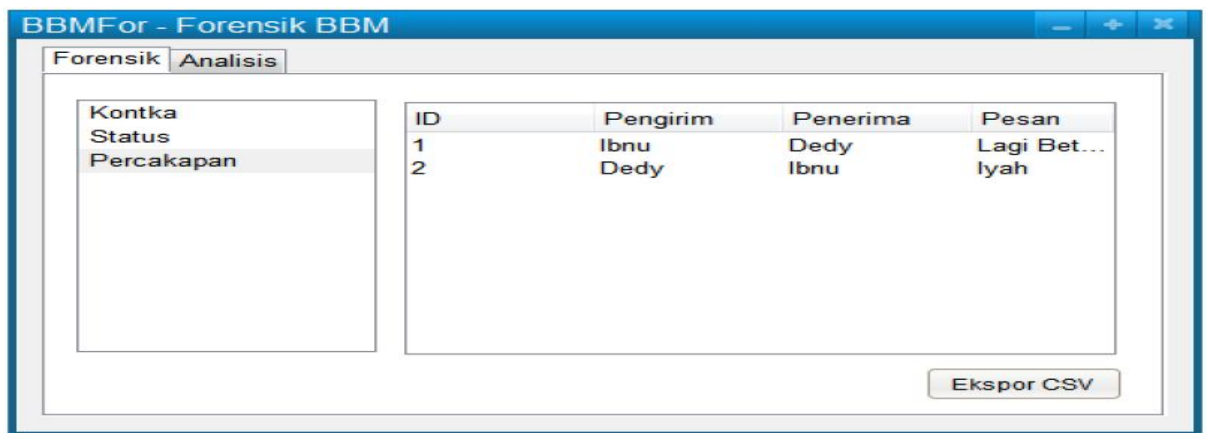 BBMFor - Forensik BBM
Forensik Analisis
Kontka
Status
Percakapan
ID Pengirim Penerima Pesan
1 Ibnu Dedy Lagi Bet...
2 Dedy Ibnu Iyah
Ekspor CSV